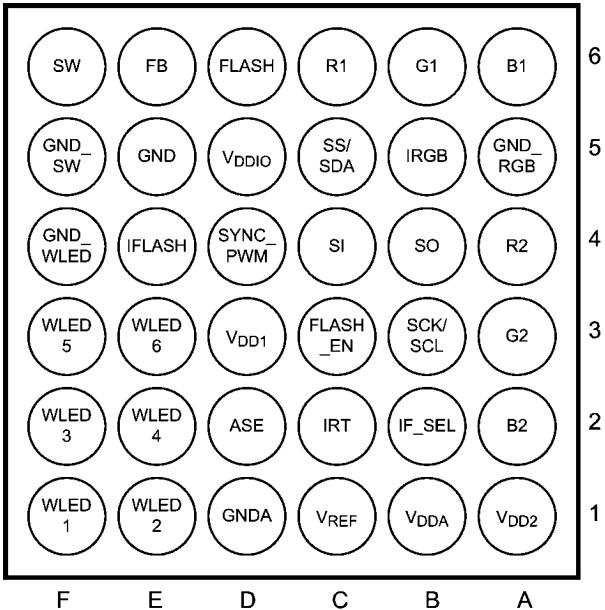 SW FB FLASH R1 G1 B1 6
GND_
SW GND VDDIO SS/
SDA IRGB GND_
RGB 5
GND_
WLED IFLASH SYNC_
PWM SI SO R2 4
WLED
5 WLED
6 VDD1 FLASH
_EN SCK/
SCL G2 3
WLED
3 WLED
4 ASE IRT IF_SEL B2 2
WLED
1 WLED
2 GNDA VREF VDDA VDD2 1
F E D C B A